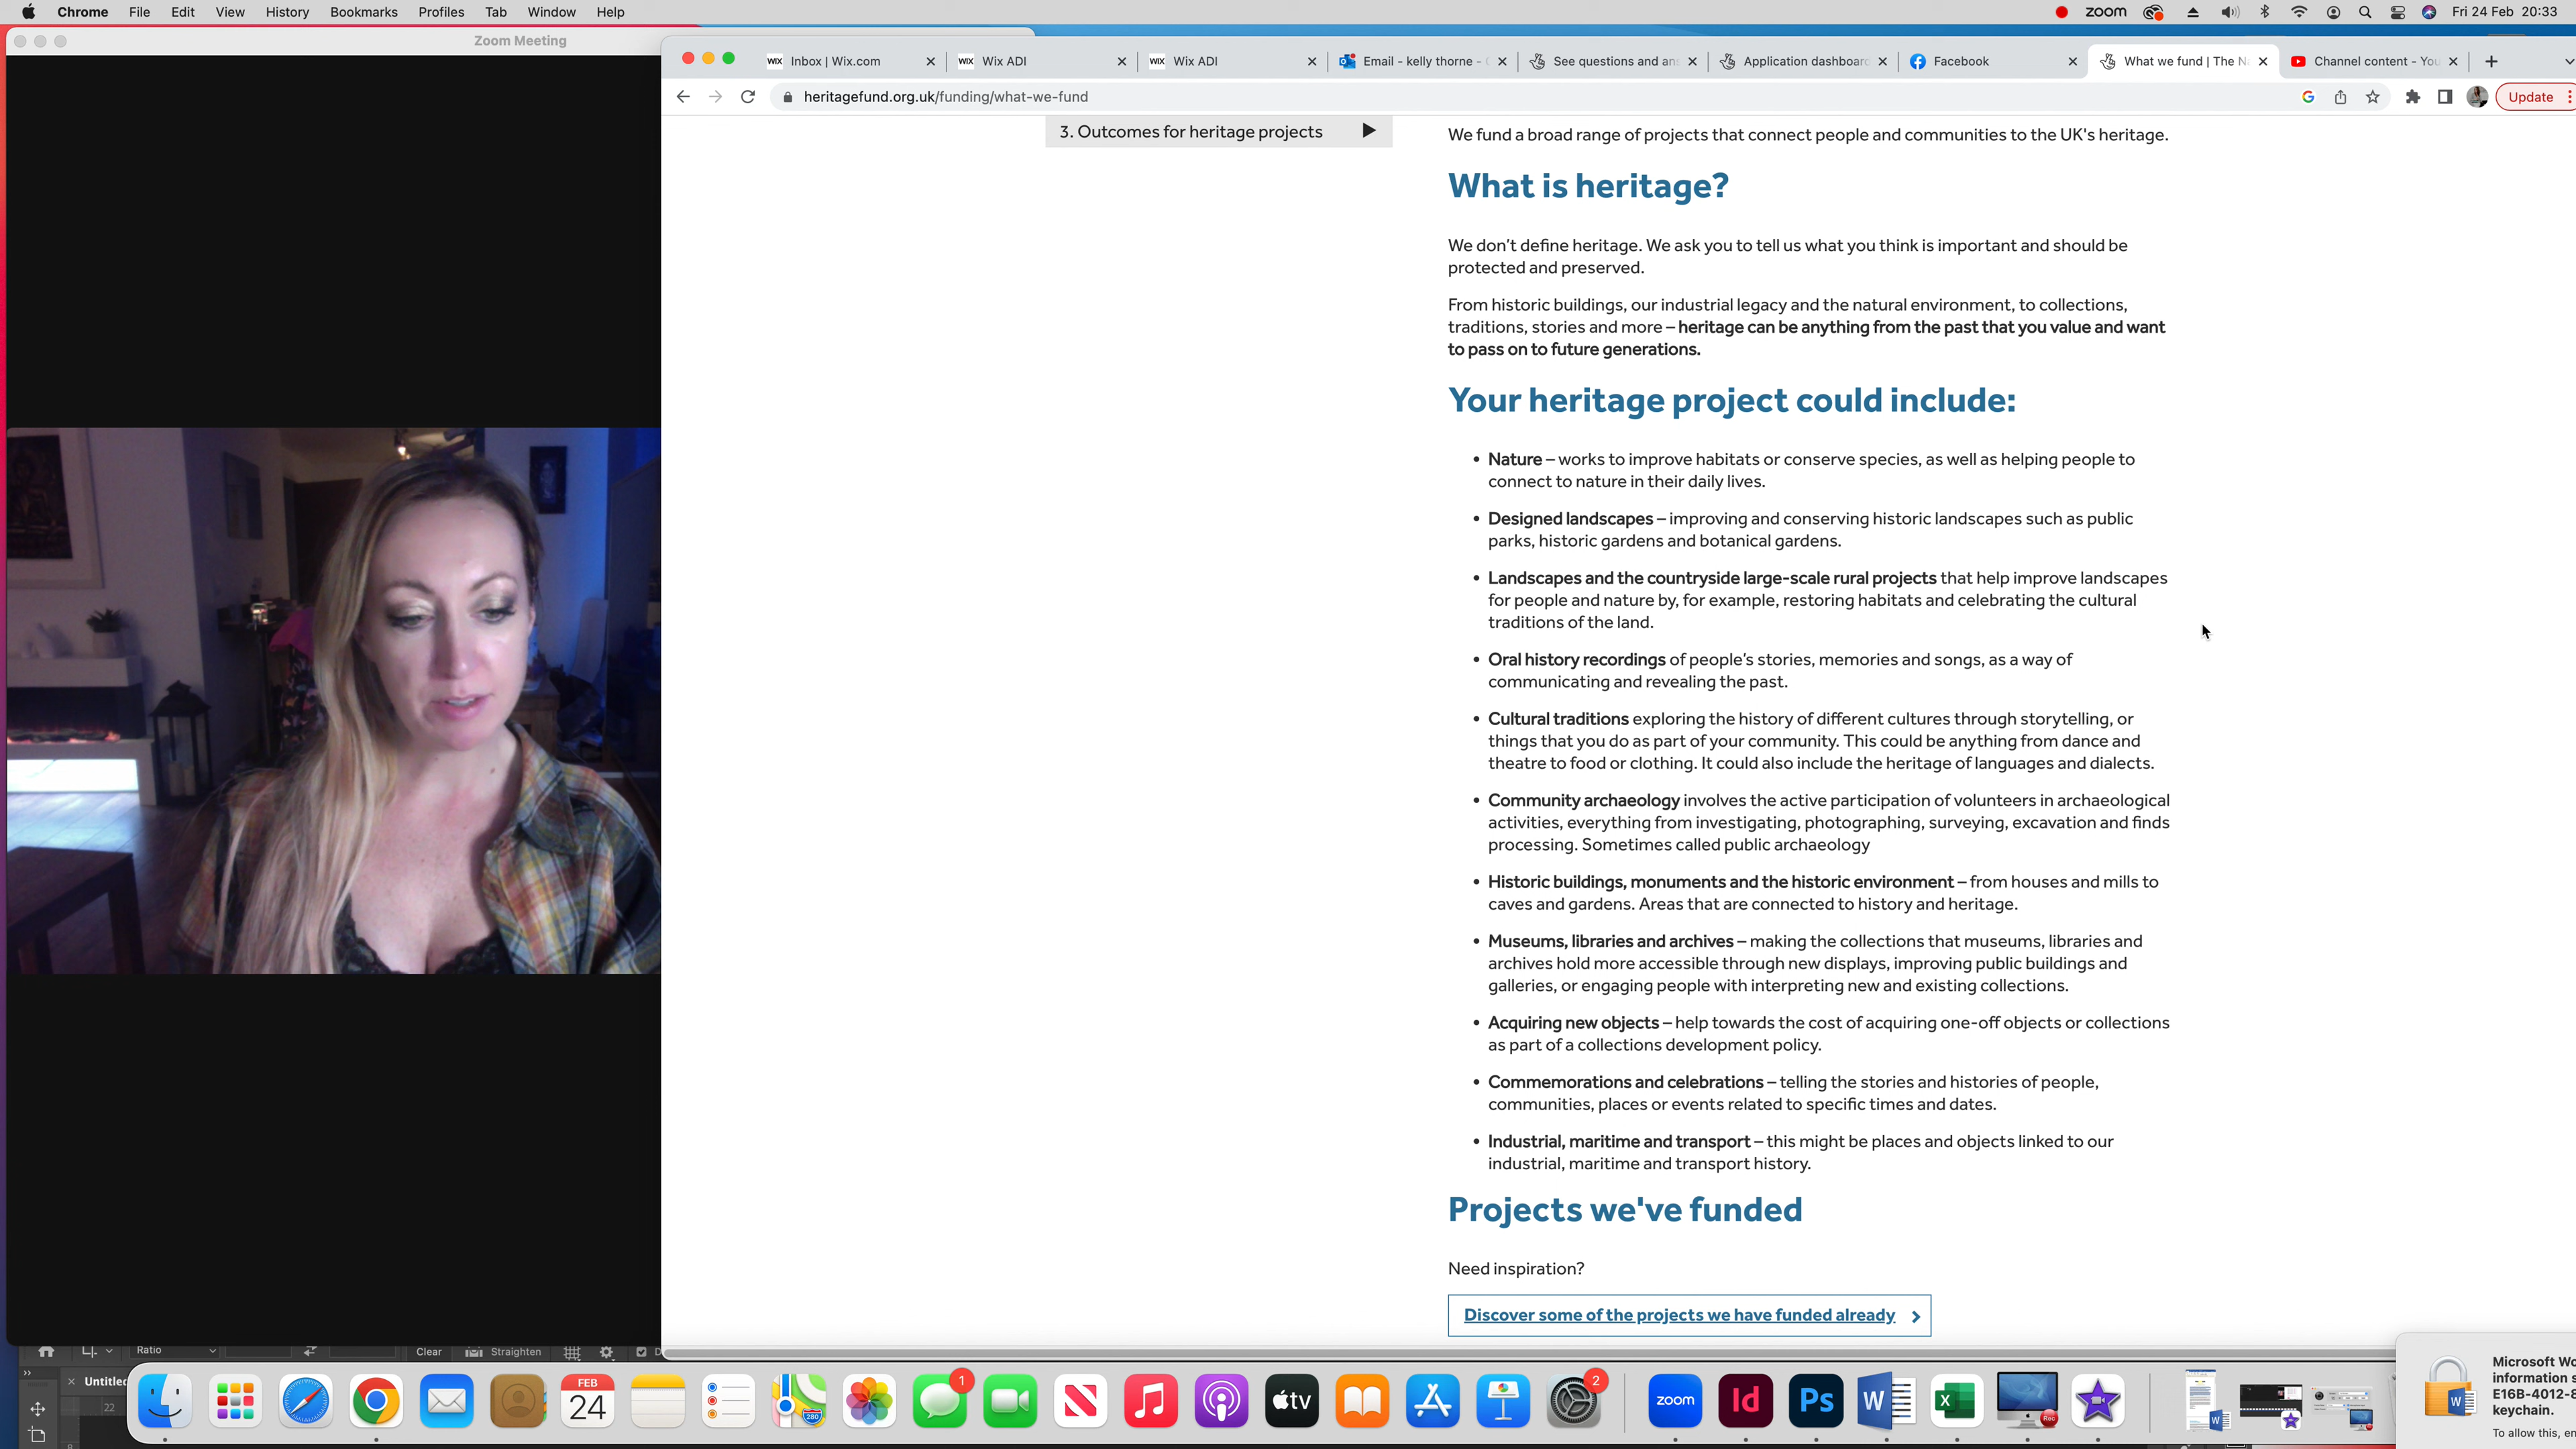 Chrome File Edit View History Bookmarks Profiles Tab Window Help
zoom Fri 24 Feb 20:33
Zoom Meeting
WIX Inbox | Wix.com
WIX Wix ADI
WIX Wix ADI
Email - kelly thorne -
See questions and an
Application dashboard
Facebook
What we fund | The N
Channel content - You
heritagefund.org.uk/funding/what-we-fund
Update
3. Outcomes for heritage projects
We fund a broad range of projects that connect people and communities to the UK's heritage.
What is heritage?
We don't define heritage. We ask you to tell us what you think is important and should be
protected and preserved.
From historic buildings, our industrial legacy and the natural environment, to collections,
traditions, stories and more – heritage can be anything from the past that you value and want
to pass on to future generations.
Your heritage project could include:
• Nature – works to improve habitats or conserve species, as well as helping people to
connect to nature in their daily lives.
• Designed landscapes – improving and conserving historic landscapes such as public
parks, historic gardens and botanical gardens.
• Landscapes and the countryside large-scale rural projects that help improve landscapes
for people and nature by, for example, restoring habitats and celebrating the cultural
traditions of the land.
• Oral history recordings of people's stories, memories and songs, as a way of
communicating and revealing the past.
• Cultural traditions exploring the history of different cultures through storytelling, or
things that you do as part of your community. This could be anything from dance and
theatre to food or clothing. It could also include the heritage of languages and dialects.
• Community archaeology involves the active participation of volunteers in archaeological
activities, everything from investigating, photographing, surveying, excavation and finds
processing. Sometimes called public archaeology
• Historic buildings, monuments and the historic environment – from houses and mills to
caves and gardens. Areas that are connected to history and heritage.
• Museums, libraries and archives – making the collections that museums, libraries and
archives hold more accessible through new displays, improving public buildings and
galleries, or engaging people with interpreting new and existing collections.
• Acquiring new objects – help towards the cost of acquiring one-off objects or collections
as part of a collections development policy.
• Commemorations and celebrations – telling the stories and histories of people,
communities, places or events related to specific times and dates.
• Industrial, maritime and transport – this might be places and objects linked to our
industrial, maritime and transport history.
Projects we've funded
Need inspiration?
Discover some of the projects we have funded already
Ratio Clear Straighten
Untitled
22
Microsoft Wo
information s
E16B-4012-8
keychain.
To allow this, en
FEB
24
1
280
tv
2
zoom
Id
Ps
W
X
Rec